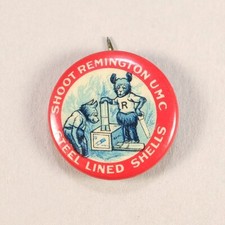 SHOOT REMINGTON UMC
R
STEEL LINED SHELLS